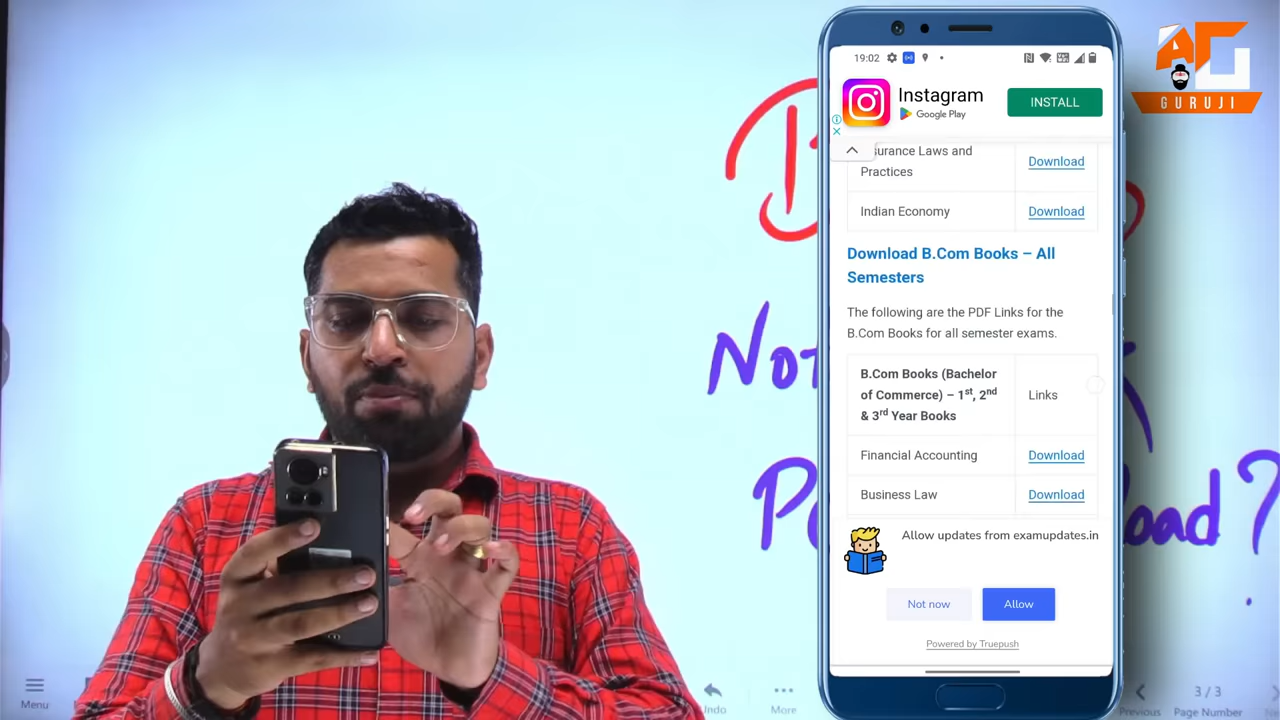 19:02
Instagram
Google Play
INSTALL
surance Laws and
Practices
Download
Indian Economy
Download
Download B.Com Books – All
Semesters
The following are the PDF Links for the
B.Com Books for all semester exams.
B.Com Books (Bachelor
of Commerce) – 1st, 2nd
& 3rd Year Books
Links
Financial Accounting
Download
Business Law
Download
Allow updates from examupdates.in
Not now
Allow
Powered by Truepush
AG
GURUJI
Not
oad?
Menu
Undo
More
Previous
3 / 3
Page Number